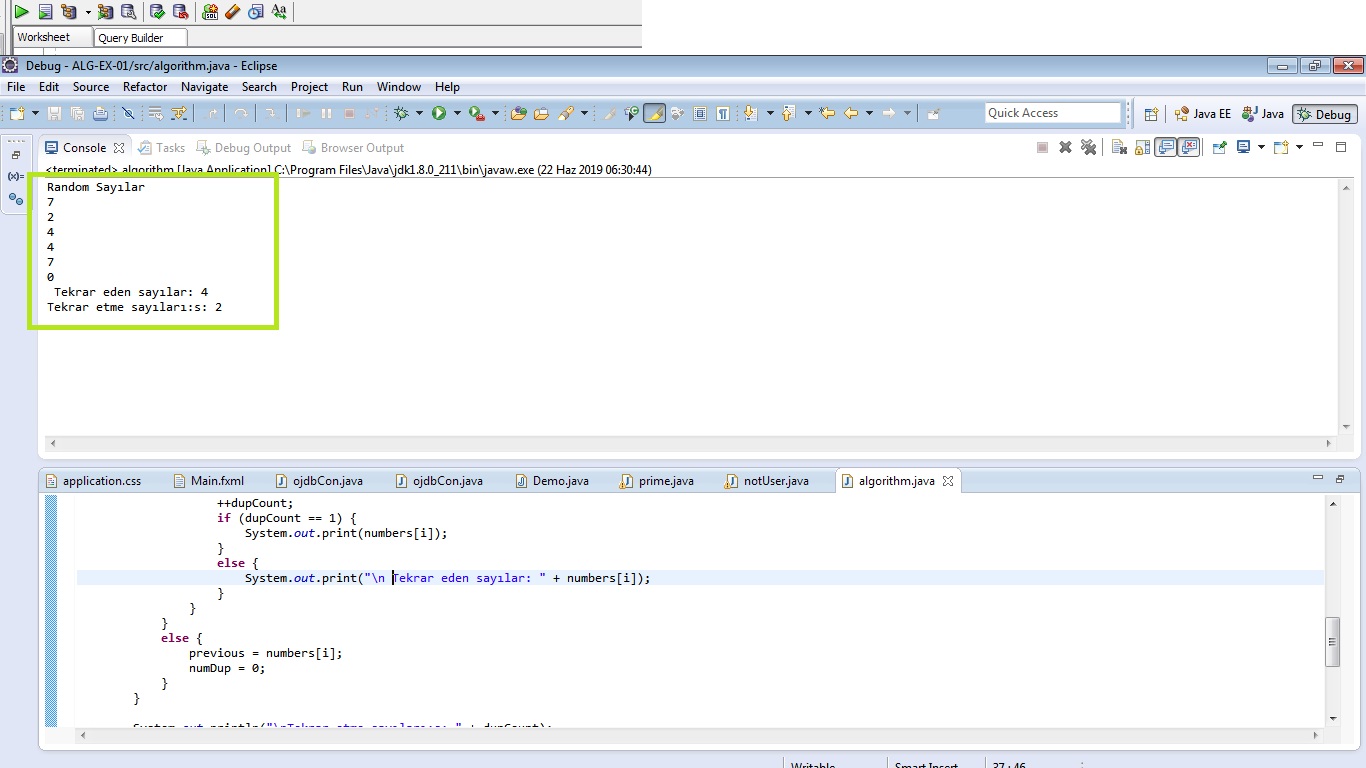 Worksheet Query Builder
Debug - ALG-EX-01/src/algorithm.java - Eclipse
File Edit Source Refactor Navigate Search Project Run Window Help
Quick Access Java EE Java Debug
Console Tasks Debug Output Browser Output
<terminated> algorithm [Java Application] C:\Program Files\Java\jdk1.8.0_211\bin\javaw.exe (22 Haz 2019 06:30:44)
Random Sayılar
7
2
4
4
7
0
Tekrar eden sayılar: 4
Tekrar etme sayıları:s: 2
application.css Main.fxml ojdbCon.java ojdbCon.java Demo.java prime.java notUser.java algorithm.java
++dupCount;
if (dupCount == 1) {
System.out.print(numbers[i]);
}
else {
System.out.print("\n Tekrar eden sayılar: " + numbers[i]);
}
}
}
else {
previous = numbers[i];
numDup = 0;
}
}
Writable Smart Insert 37 : 46